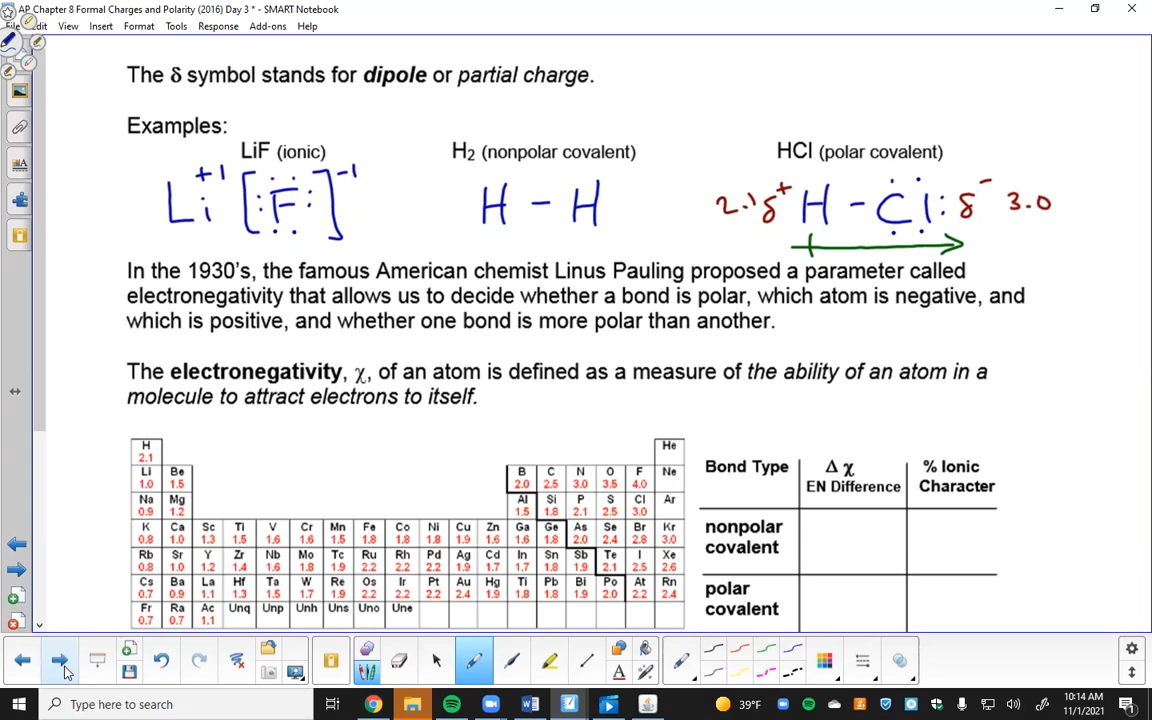 AP Chapter 8 Formal Charges and Polarity (2016) Day 3 * - SMART Notebook
View Insert Format Tools Response Add-ons Help
The δ symbol stands for dipole or partial charge.
Examples:
LiF (ionic) H2 (nonpolar covalent) HCl (polar covalent)
Li +1 [:F:] -1 H - H 2.1 δ+ H - Cl: δ- 3.0
In the 1930's, the famous American chemist Linus Pauling proposed a parameter called
electronegativity that allows us to decide whether a bond is polar, which atom is negative, and
which is positive, and whether one bond is more polar than another.
The electronegativity, χ, of an atom is defined as a measure of the ability of an atom in a
molecule to attract electrons to itself.
H He
2.1
Li Be B C N O F Ne
1.0 1.5 2.0 2.5 3.0 3.5 4.0
Na Mg Al Si P S Cl Ar
0.9 1.2 1.5 1.8 2.1 2.5 3.0
K Ca Sc Ti V Cr Mn Fe Co Ni Cu Zn Ga Ge As Se Br Kr
0.8 1.0 1.3 1.5 1.6 1.6 1.5 1.8 1.8 1.8 1.9 1.6 1.6 1.8 2.0 2.4 2.8 3.0
Rb Sr Y Zr Nb Mo Tc Ru Rh Pd Ag Cd In Sn Sb Te I Xe
0.8 1.0 1.2 1.4 1.6 1.8 1.9 2.2 2.2 2.2 1.9 1.7 1.7 1.8 1.9 2.1 2.5 2.6
Cs Ba La Hf Ta W Re Os Ir Pt Au Hg Ti Pb Bi Po At Rn
0.7 0.9 1.1 1.3 1.5 1.7 1.9 2.2 2.2 2.2 2.4 1.9 1.8 1.8 1.9 2.0 2.2 2.4
Fr Ra Ac Unq Unp Unh Uns Uno Une
0.7 0.7 1.1
Bond Type Δ χ % Ionic
EN Difference Character
nonpolar
covalent
polar
covalent
Type here to search
39°F
10:14 AM
11/1/2021